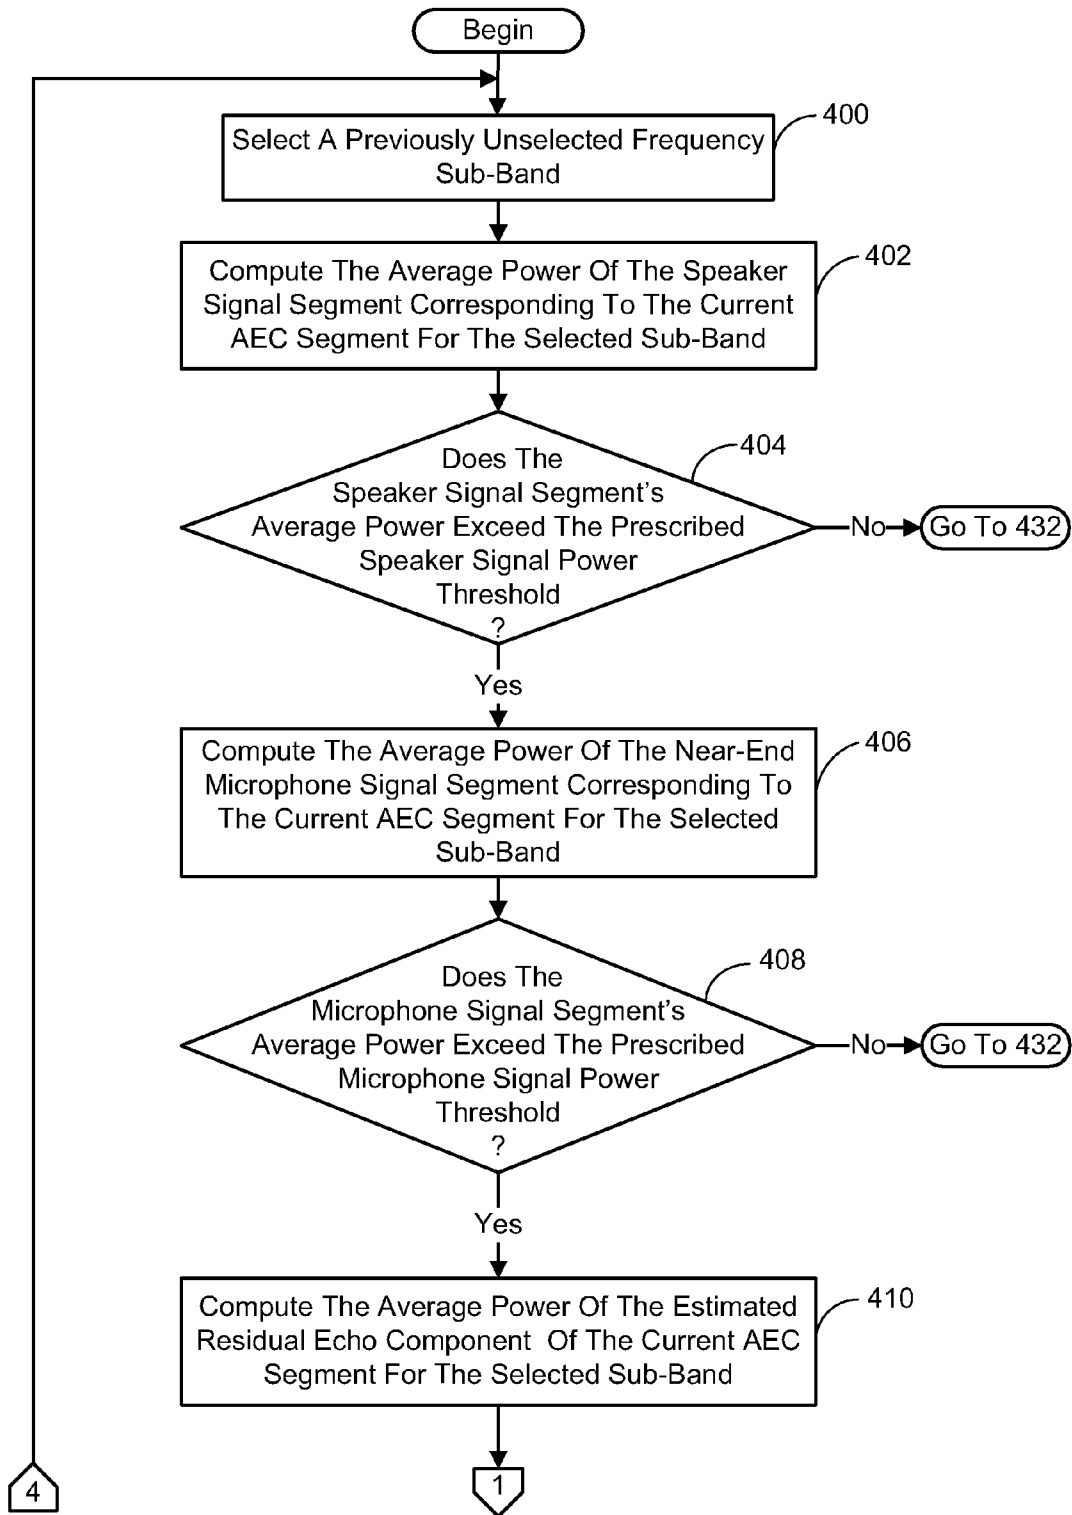 Begin
400
Select A Previously Unselected Frequency
Sub-Band
402
Compute The Average Power Of The Speaker
Signal Segment Corresponding To The Current
AEC Segment For The Selected Sub-Band
404
Does The
Speaker Signal Segment's
Average Power Exceed The Prescribed
Speaker Signal Power
Threshold
?
No
Go To 432
Yes
406
Compute The Average Power Of The Near-End
Microphone Signal Segment Corresponding To
The Current AEC Segment For The Selected
Sub-Band
408
Does The
Microphone Signal Segment's
Average Power Exceed The Prescribed
Microphone Signal Power
Threshold
?
No
Go To 432
Yes
410
Compute The Average Power Of The Estimated
Residual Echo Component Of The Current AEC
Segment For The Selected Sub-Band
4
1